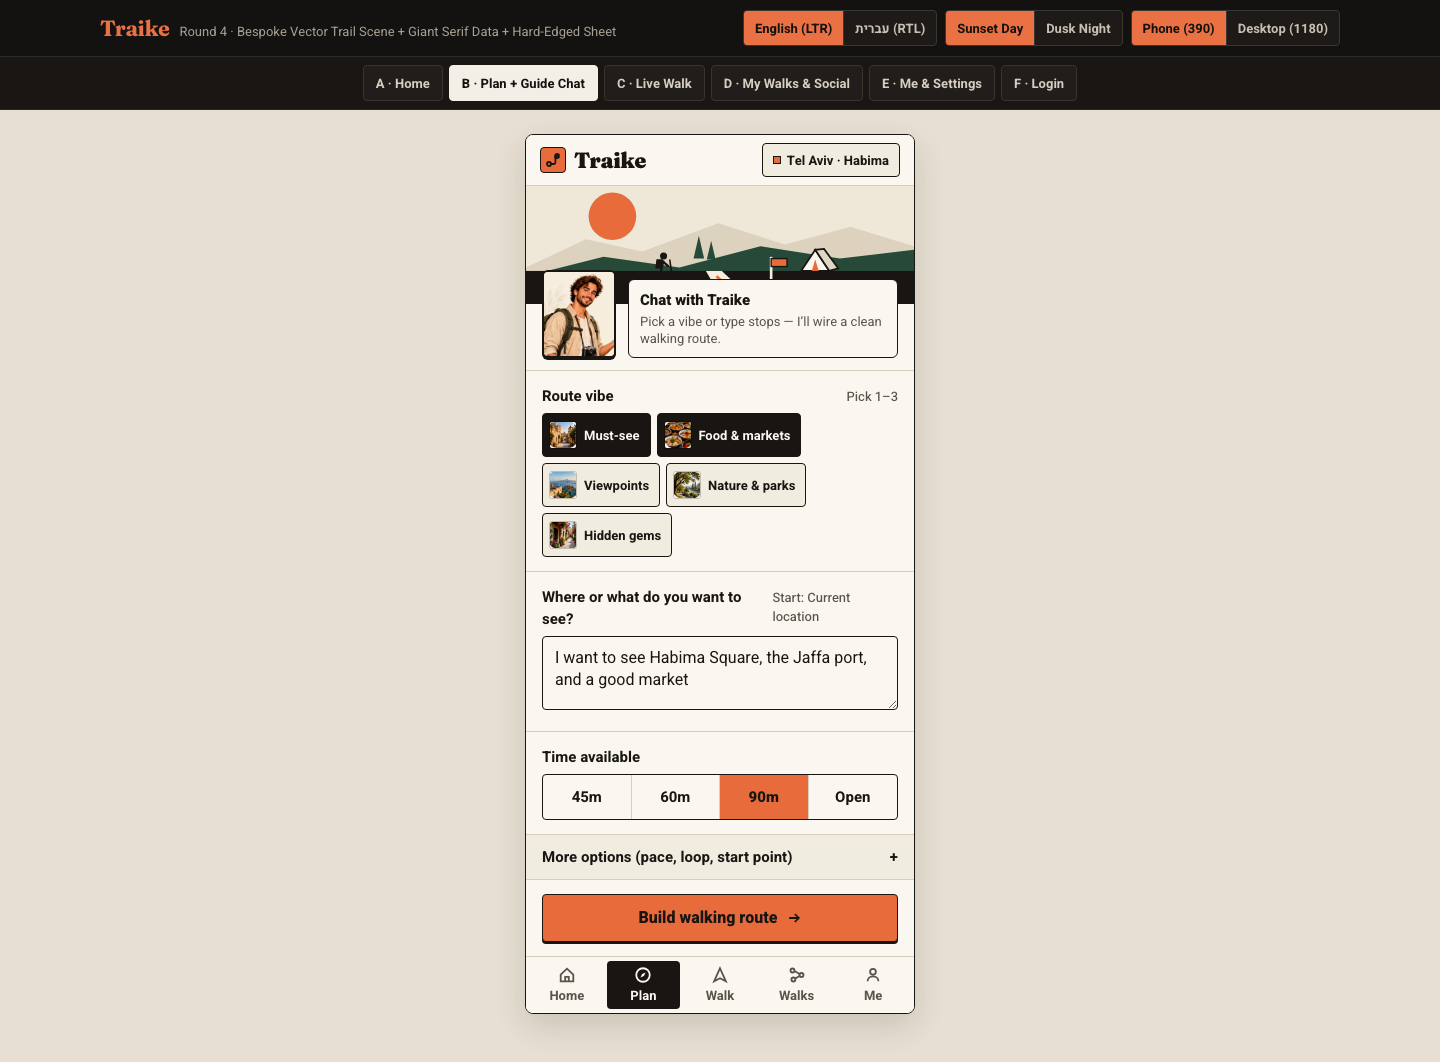 Traike Round 4 · Bespoke Vector Trail Scene + Giant Serif Data + Hard-Edged Sheet
English (LTR) עברית (RTL) Sunset Day Dusk Night Phone (390) Desktop (1180)
A · Home B · Plan + Guide Chat C · Live Walk D · My Walks & Social E · Me & Settings F · Login
Traike Tel Aviv · Habima
Chat with Traike
Pick a vibe or type stops — I'll wire a clean
walking route.
Route vibe Pick 1–3
Must-see Food & markets
Viewpoints Nature & parks
Hidden gems
Where or what do you want to
see?
Start: Current
location
I want to see Habima Square, the Jaffa port,
and a good market
Time available
45m 60m 90m Open
More options (pace, loop, start point) +
Build walking route →
Home Plan Walk Walks Me